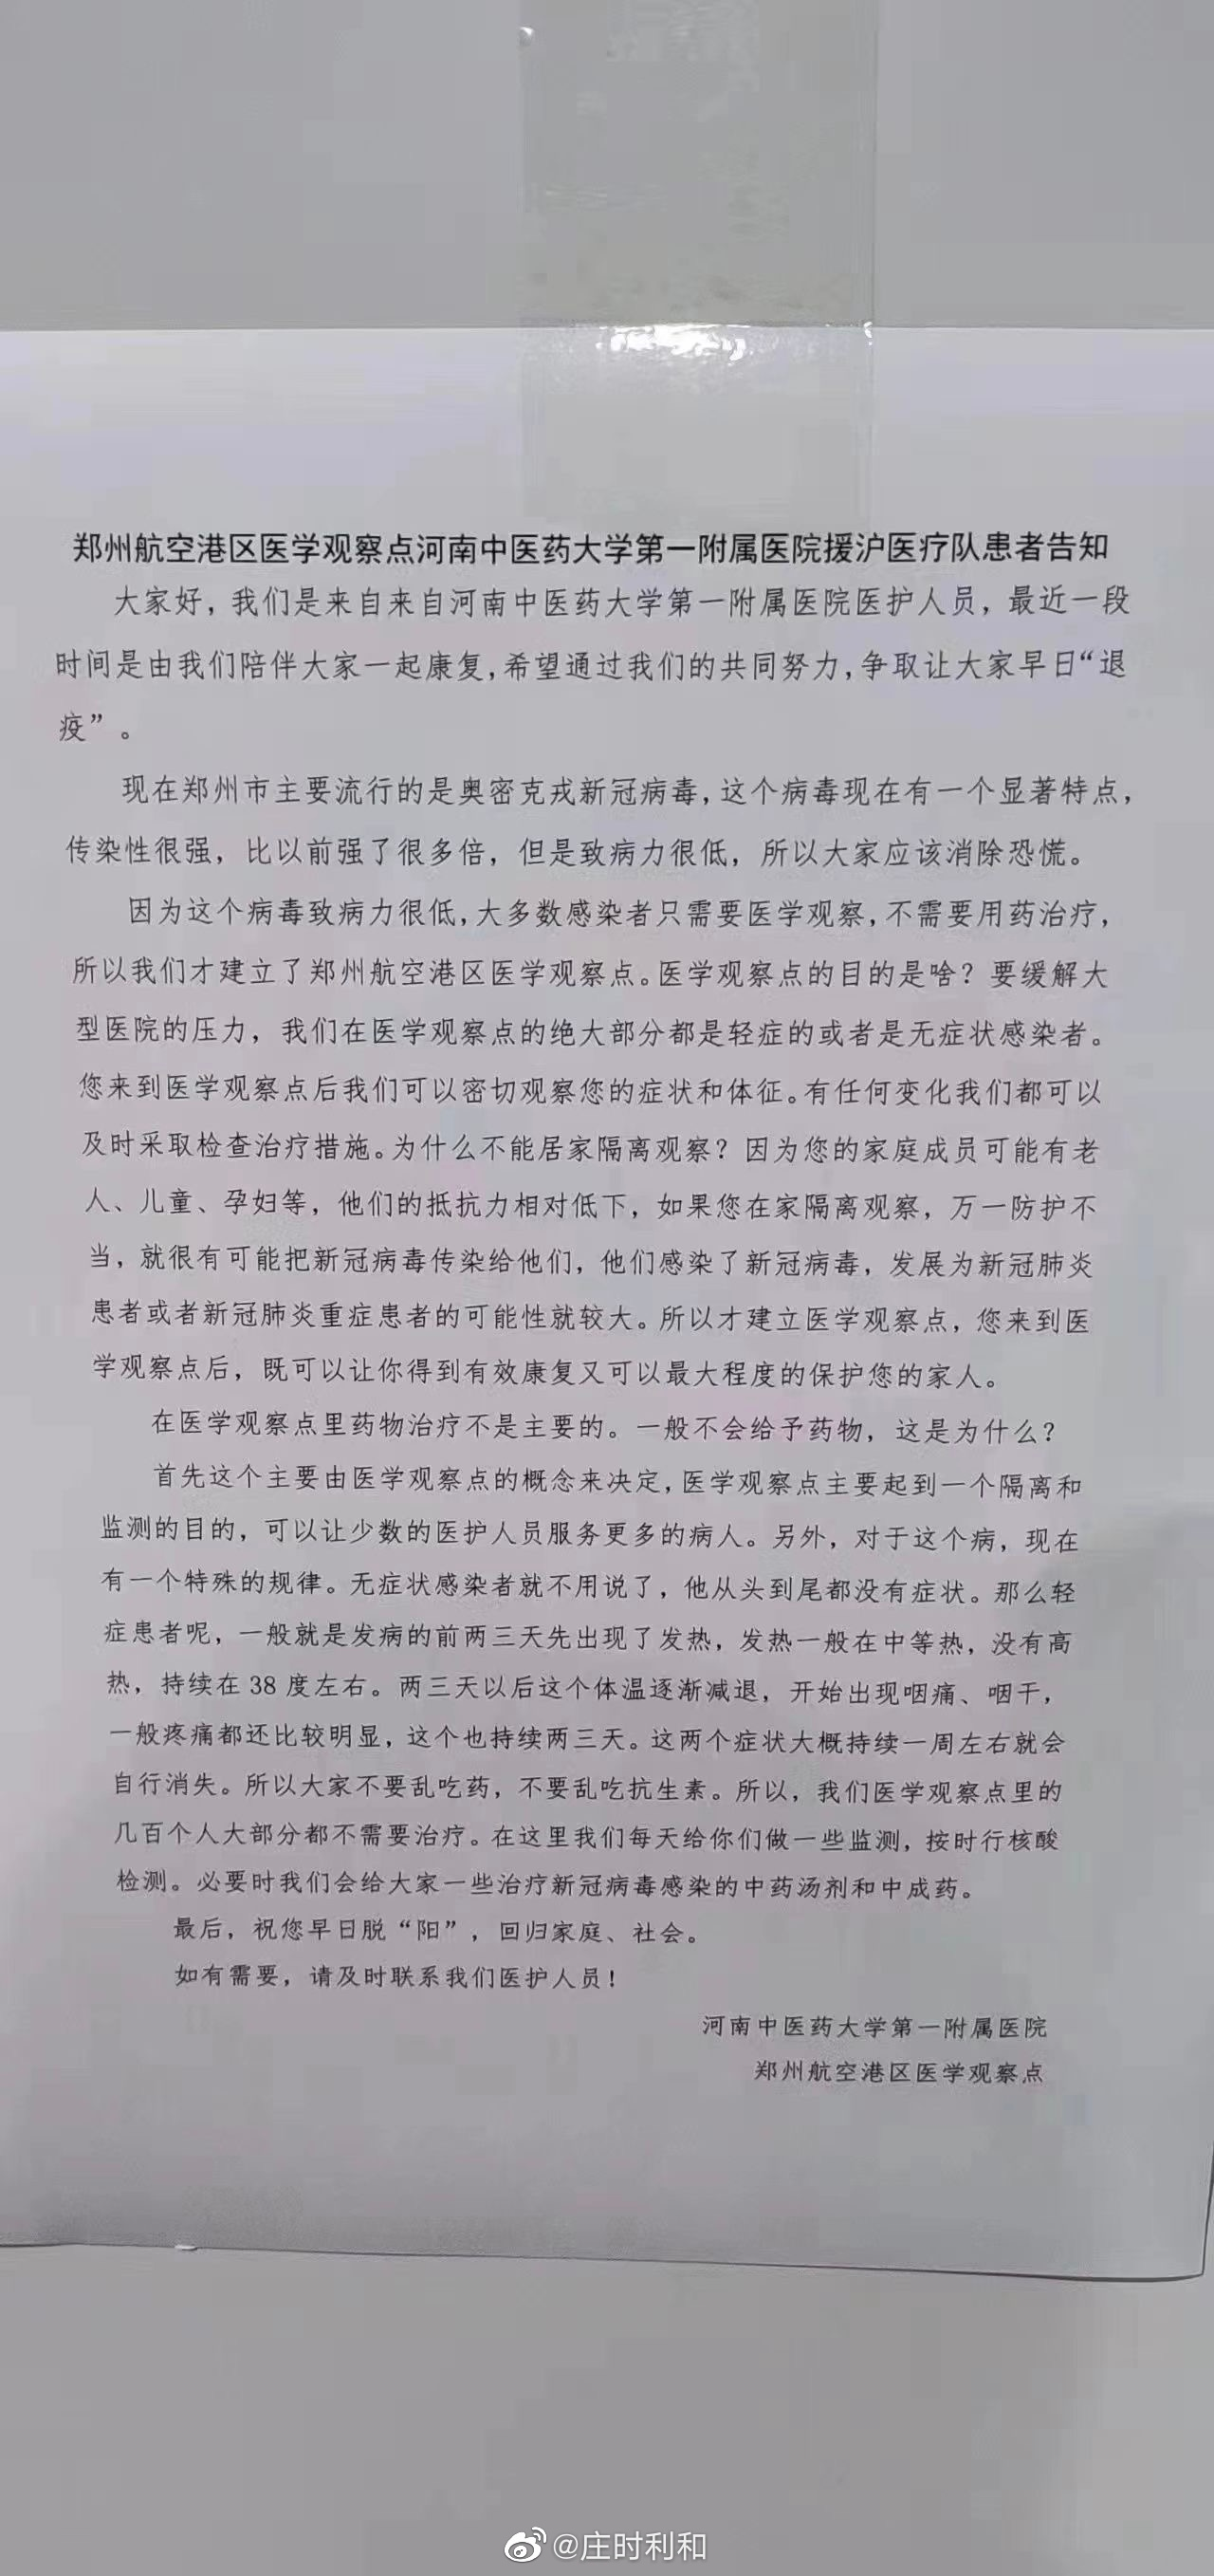 郑州航空港区医学观察点河南中医药大学第一附属医院援沪医疗队患者告知
大家好，我们是来自来自河南中医药大学第一附属医院医护人员，最近一段
时间是由我们陪伴大家一起康复，希望通过我们的共同努力，争取让大家早日“退
疫”。
现在郑州市主要流行的是奥密克戎新冠病毒，这个病毒现在有一个显著特点，
传染性很强，比以前强了很多倍，但是致病力很低，所以大家应该消除恐慌。
因为这个病毒致病力很低，大多数感染者只需要医学观察，不需要用药治疗，
所以我们才建立了郑州航空港区医学观察点。医学观察点的目的是啥？要缓解大
型医院的压力，我们在医学观察点的绝大部分都是轻症的或者是无症状感染者。
您来到医学观察点后我们可以密切观察您的症状和体征。有任何变化我们都可以
及时采取检查治疗措施。为什么不能居家隔离观察？因为您的家庭成员可能有老
人、儿童、孕妇等，他们的抵抗力相对低下，如果您在家隔离观察，万一防护不
当，就很有可能把新冠病毒传染给他们，他们感染了新冠病毒，发展为新冠肺炎
患者或者新冠肺炎重症患者的可能性就较大。所以才建立医学观察点，您来到医
学观察点后，既可以让你得到有效康复又可以最大程度的保护您的家人。
在医学观察点里药物治疗不是主要的。一般不会给予药物，这是为什么？
首先这个主要由医学观察点的概念来决定，医学观察点主要起到一个隔离和
监测的目的，可以让少数的医护人员服务更多的病人。另外，对于这个病，现在
有一个特殊的规律。无症状感染者就不用说了，他从头到尾都没有症状。那么轻
症患者呢，一般就是发病的前两三天先出现了发热，发热一般在中等热，没有高
热，持续在 38 度左右。两三天以后这个体温逐渐减退，开始出现咽痛、咽干，
一般疼痛都还比较明显，这个也持续两三天。这两个症状大概持续一周左右就会
自行消失。所以大家不要乱吃药，不要乱吃抗生素。所以，我们医学观察点里的
几百个人大部分都不需要治疗。在这里我们每天给你们做一些监测，按时行核酸
检测。必要时我们会给大家一些治疗新冠病毒感染的中药汤剂和中成药。
最后，祝您早日脱“阳”，回归家庭、社会。
如有需要，请及时联系我们医护人员！
河南中医药大学第一附属医院
郑州航空港区医学观察点
@庄时利和